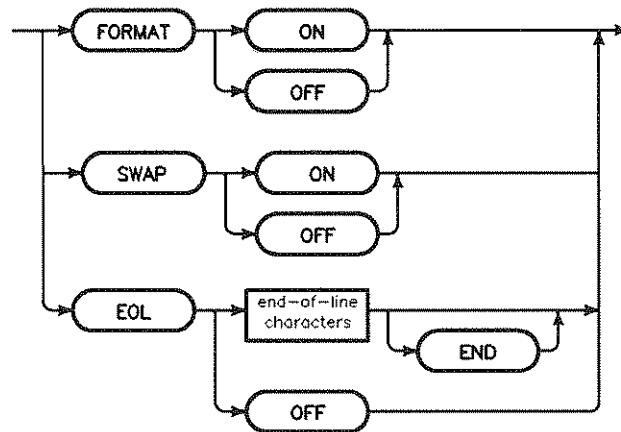 FORMAT
ON
OFF
SWAP
ON
OFF
EOL
end-of-line
characters
END
OFF